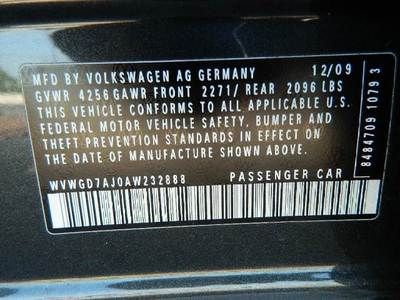 MFD BY VOLKSWAGEN AG GERMANY 12/09
GVWR 4256 GAWR FRONT 2271/ REAR 2096 LBS
THIS VEHICLE CONFORMS TO ALL APPLICABLE U.S.
FEDERAL MOTOR VEHICLE SAFETY, BUMPER AND
THEFT PREVENTION STANDARDS IN EFFECT ON
THE DATE OF MANUFACTURE SHOWN ABOVE.
WVWGD7AJ0AW232888 PASSENGER CAR
8484709 1079 3